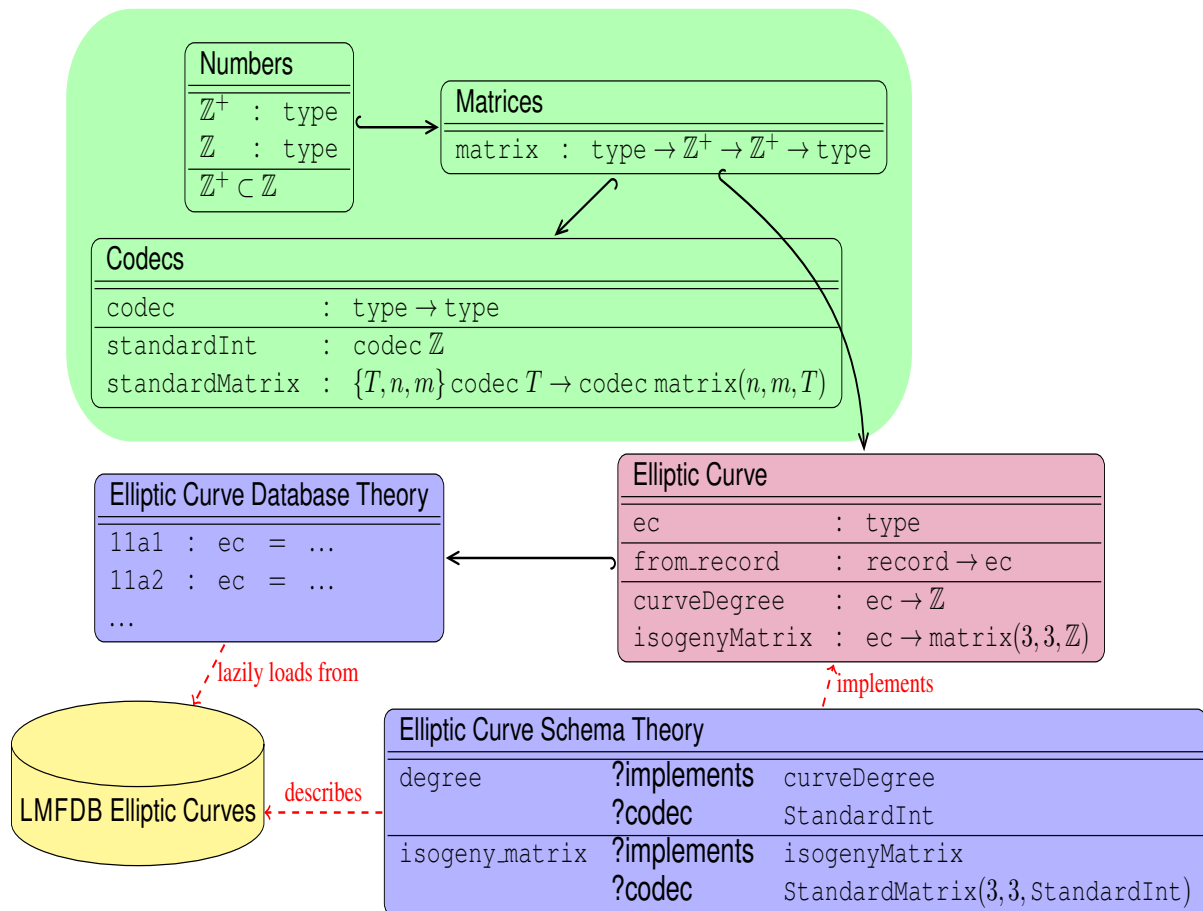 Numbers
ℤ⁺ : type
ℤ : type
ℤ⁺ ⊂ ℤ
Matrices
matrix : type → ℤ⁺ → ℤ⁺ → type
Codecs
codec : type → type
standardInt : codec ℤ
standardMatrix : {T,n,m} codec T → codec matrix(n,m,T)
Elliptic Curve Database Theory
11a1 : ec = ...
11a2 : ec = ...
...
Elliptic Curve
ec : type
from_record : record → ec
curveDegree : ec → ℤ
isogenyMatrix : ec → matrix(3,3,ℤ)
lazily loads from
implements
LMFDB Elliptic Curves
describes
Elliptic Curve Schema Theory
degree ?implements curveDegree
?codec StandardInt
isogeny_matrix ?implements isogenyMatrix
?codec StandardMatrix(3,3,StandardInt)